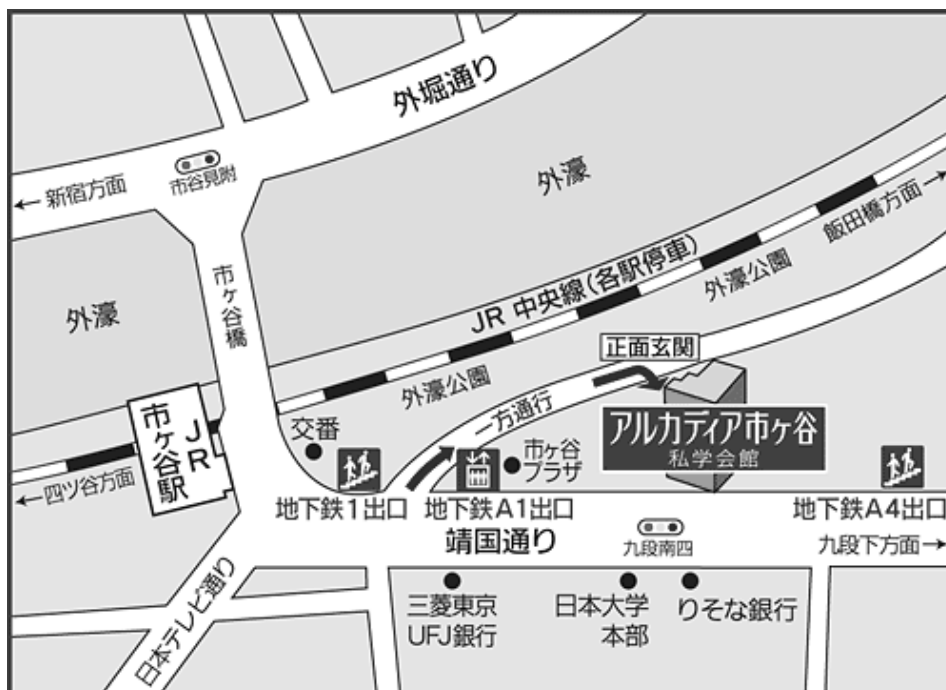 外堀通り
市谷見附
←新宿方面
外濠
飯田橋方面→
市ヶ谷橋
JR 中央線(各駅停車)
外濠公園
外濠
正面玄関
外濠公園
一方通行
アルカディア市ヶ谷
私学会館
交番
JR
市ヶ谷駅
市ヶ谷
プラザ
←四ツ谷方面
地下鉄1出口
地下鉄A1出口
地下鉄A4出口
靖国通り
九段南四
九段下方面→
日本テレビ通り
三菱東京
UFJ銀行
日本大学
本部
りそな銀行